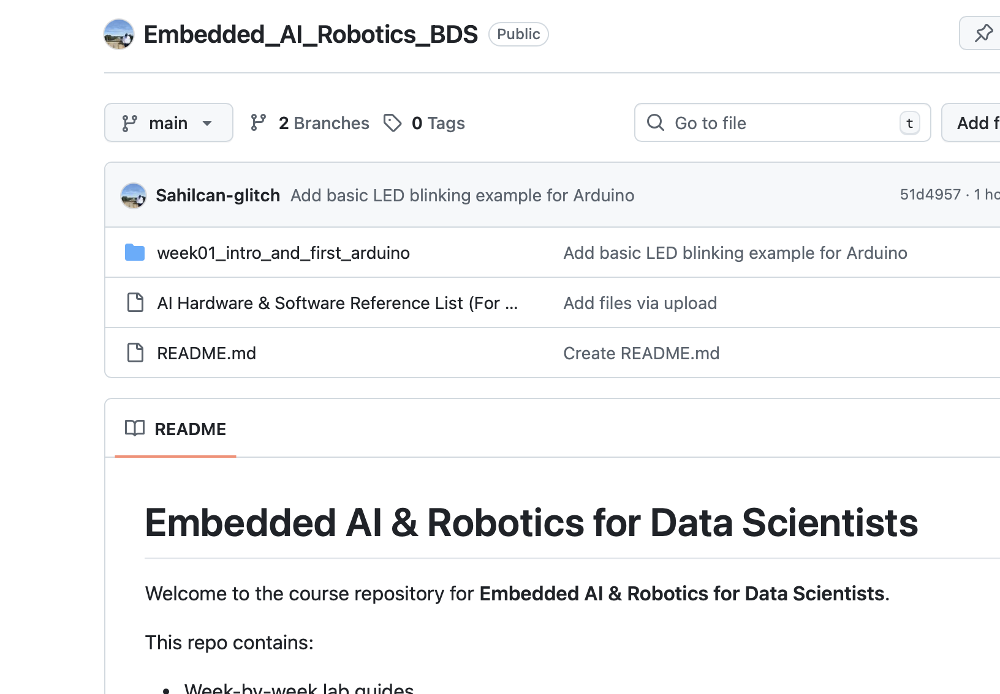 Embedded_AI_Robotics_BDS Public
main 2 Branches 0 Tags Go to file t Add f
Sahilcan-glitch Add basic LED blinking example for Arduino 51d4957 · 1 ho
week01_intro_and_first_arduino Add basic LED blinking example for Arduino
AI Hardware & Software Reference List (For ... Add files via upload
README.md Create README.md
README
Embedded AI & Robotics for Data Scientists
Welcome to the course repository for Embedded AI & Robotics for Data Scientists.
This repo contains:
• Week-by-week lab guides